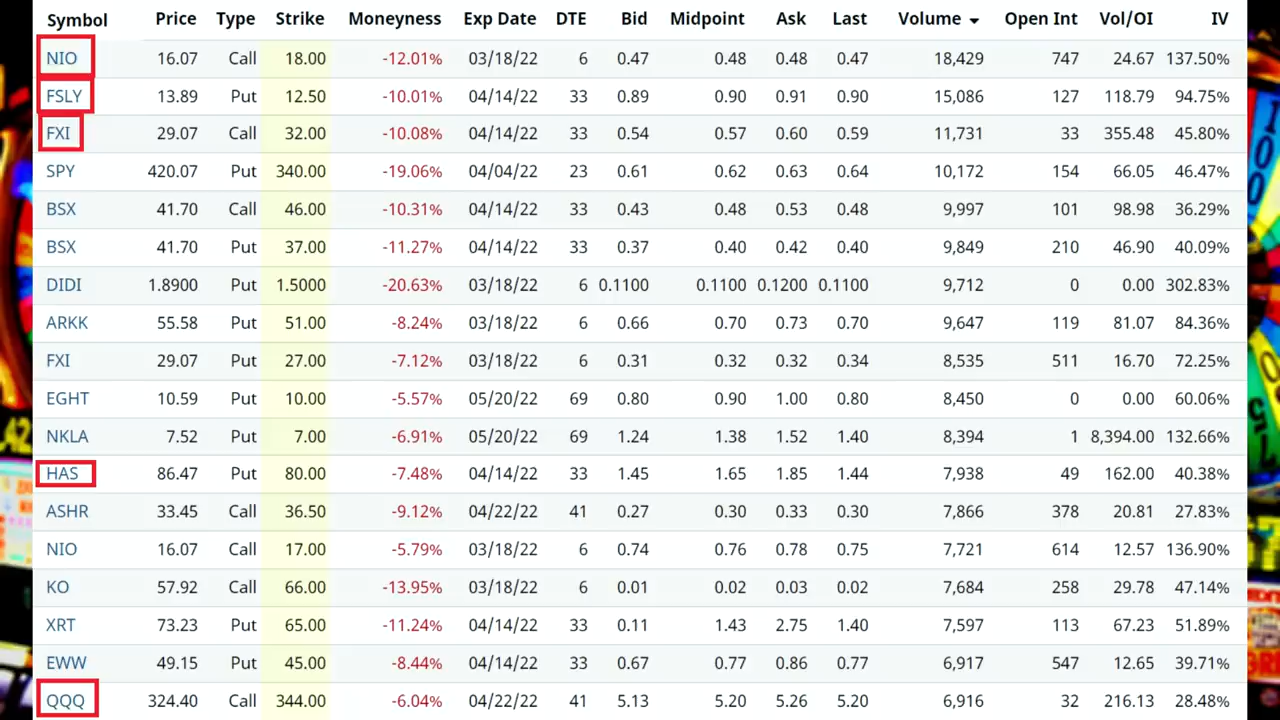 Symbol Price Type Strike Moneyness Exp Date DTE Bid Midpoint Ask Last Volume Open Int Vol/OI IV
NIO 16.07 Call 18.00 -12.01% 03/18/22 6 0.47 0.48 0.48 0.47 18,429 747 24.67 137.50%
FSLY 13.89 Put 12.50 -10.01% 04/14/22 33 0.89 0.90 0.91 0.90 15,086 127 118.79 94.75%
FXI 29.07 Call 32.00 -10.08% 04/14/22 33 0.54 0.57 0.60 0.59 11,731 33 355.48 45.80%
SPY 420.07 Put 340.00 -19.06% 04/04/22 23 0.61 0.62 0.63 0.64 10,172 154 66.05 46.47%
BSX 41.70 Call 46.00 -10.31% 04/14/22 33 0.43 0.48 0.53 0.48 9,997 101 98.98 36.29%
BSX 41.70 Put 37.00 -11.27% 04/14/22 33 0.37 0.40 0.42 0.40 9,849 210 46.90 40.09%
DIDI 1.8900 Put 1.5000 -20.63% 03/18/22 6 0.1100 0.1100 0.1200 0.1100 9,712 0 0.00 302.83%
ARKK 55.58 Put 51.00 -8.24% 03/18/22 6 0.66 0.70 0.73 0.70 9,647 119 81.07 84.36%
FXI 29.07 Put 27.00 -7.12% 03/18/22 6 0.31 0.32 0.32 0.34 8,535 511 16.70 72.25%
EGHT 10.59 Put 10.00 -5.57% 05/20/22 69 0.80 0.90 1.00 0.80 8,450 0 0.00 60.06%
NKLA 7.52 Put 7.00 -6.91% 05/20/22 69 1.24 1.38 1.52 1.40 8,394 1 8,394.00 132.66%
HAS 86.47 Put 80.00 -7.48% 04/14/22 33 1.45 1.65 1.85 1.44 7,938 49 162.00 40.38%
ASHR 33.45 Call 36.50 -9.12% 04/22/22 41 0.27 0.30 0.33 0.30 7,866 378 20.81 27.83%
NIO 16.07 Call 17.00 -5.79% 03/18/22 6 0.74 0.76 0.78 0.75 7,721 614 12.57 136.90%
KO 57.92 Call 66.00 -13.95% 03/18/22 6 0.01 0.02 0.03 0.02 7,684 258 29.78 47.14%
XRT 73.23 Put 65.00 -11.24% 04/14/22 33 0.11 1.43 2.75 1.40 7,597 113 67.23 51.89%
EWW 49.15 Put 45.00 -8.44% 04/14/22 33 0.67 0.77 0.86 0.77 6,917 547 12.65 39.71%
QQQ 324.40 Call 344.00 -6.04% 04/22/22 41 5.13 5.20 5.26 5.20 6,916 32 216.13 28.48%